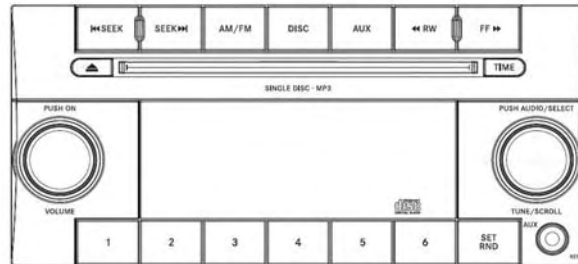 ⏮SEEK SEEK⏭ AM/FM DISC AUX ◀◀ RW FF ▶▶
TIME
SINGLE DISC - MP3
PUSH ON PUSH AUDIO/SELECT
VOLUME TUNE/SCROLL
1 2 3 4 5 6 SET
RND
AUX